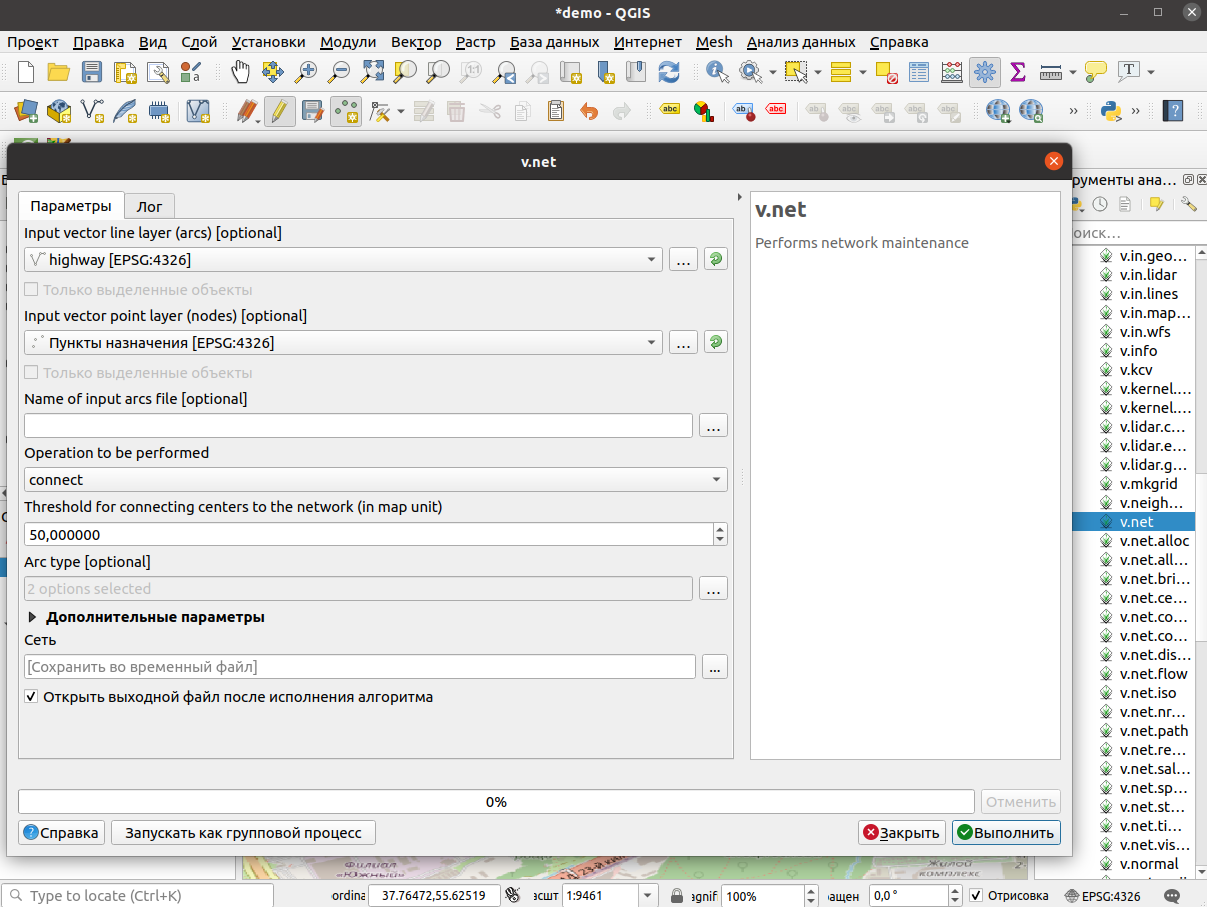 *demo - QGIS
Проект Правка Вид Слой Установки Модули Вектор Растр База данных Интернет Mesh Анализ данных Справка
v.net
Параметры Лог
Input vector line layer (arcs) [optional]
highway [EPSG:4326] ...
Только выделенные объекты
Input vector point layer (nodes) [optional]
Пункты назначения [EPSG:4326] ...
Только выделенные объекты
Name of input arcs file [optional]
...
Operation to be performed
connect
Threshold for connecting centers to the network (in map unit)
50,000000
Arc type [optional]
2 options selected ...
Дополнительные параметры
Сеть
[Сохранить во временный файл] ...
Открыть выходной файл после исполнения алгоритма
v.net
Performs network maintenance
0% Отменить
Справка Запускать как групповой процесс Закрыть Выполнить
рументы ана...
оиск...
v.in.geo...
v.in.lidar
v.in.lines
v.in.map...
v.in.wfs
v.info
v.kcv
v.kernel....
v.kernel....
v.lidar.c...
v.lidar.e...
v.lidar.g...
v.mkgrid
v.neigh...
v.net
v.net.alloc
v.net.all...
v.net.bri...
v.net.ce...
v.net.co...
v.net.co...
v.net.dis...
v.net.flow
v.net.iso
v.net.nr...
v.net.path
v.net.re...
v.net.sal...
v.net.sp...
v.net.st...
v.net.ti...
v.net.vis...
v.normal
Филиал
«Южный»
Жилой
комплекс
Type to locate (Ctrl+K) ordina 37.76472,55.62519 асшт 1:9461 agnif 100% ащен 0,0 ° Отрисовка EPSG:4326